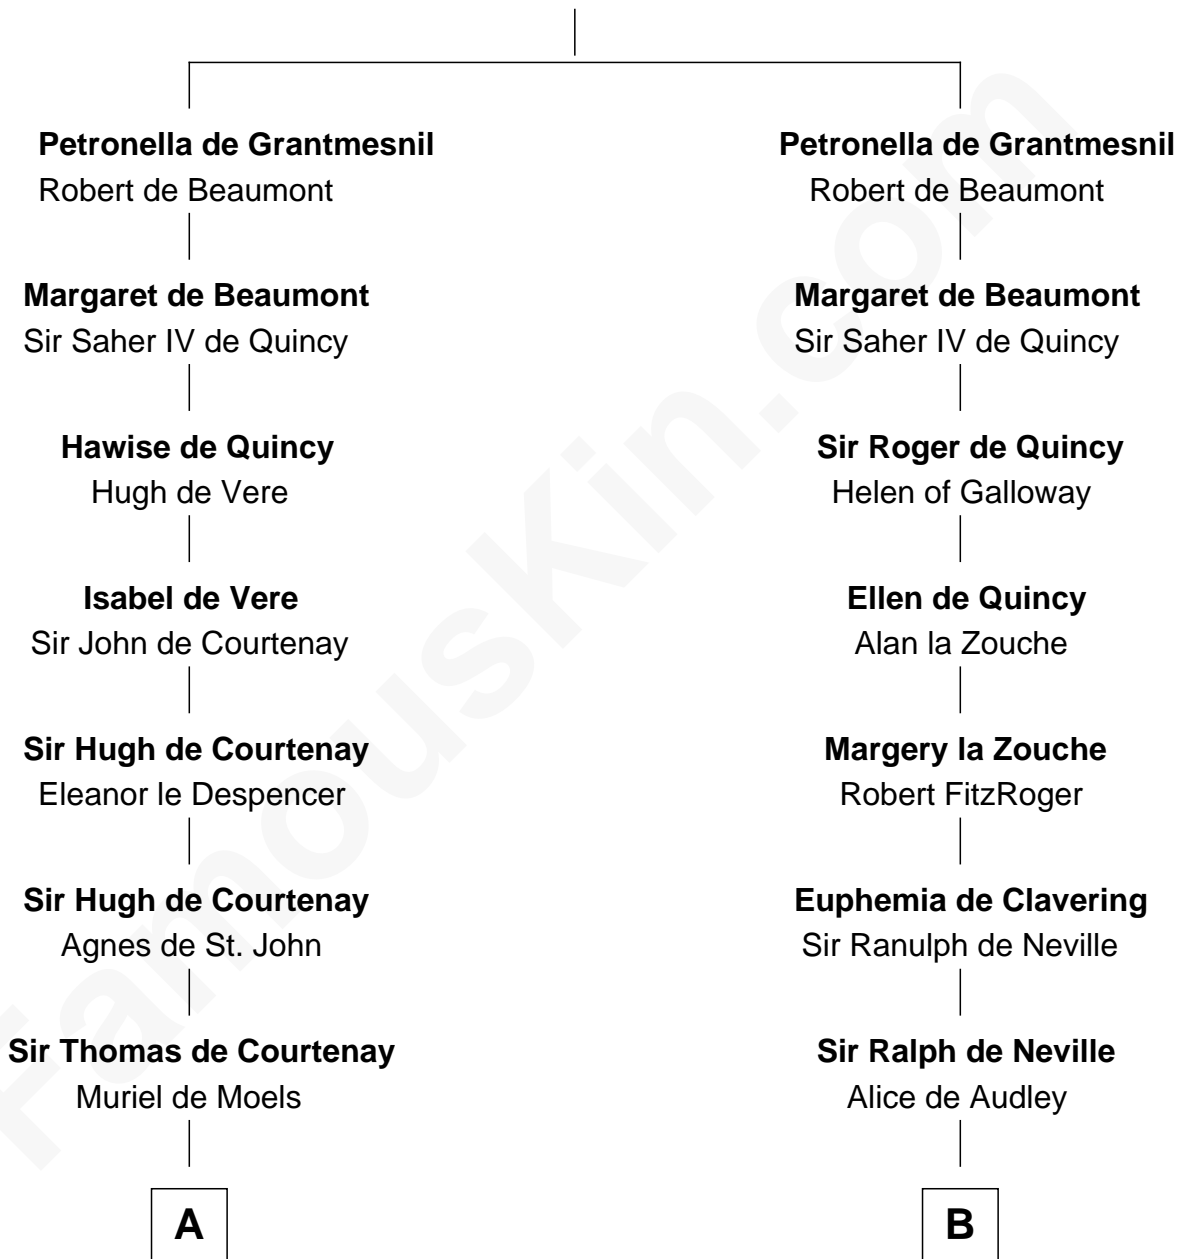 Petronella de Grantmesnil
Robert de Beaumont
Margaret de Beaumont
Sir Saher IV de Quincy
Hawise de Quincy
Hugh de Vere
Isabel de Vere
Sir John de Courtenay
Sir Hugh de Courtenay
Eleanor le Despencer
Sir Hugh de Courtenay
Agnes de St. John
Sir Thomas de Courtenay
Muriel de Moels
A
Petronella de Grantmesnil
Robert de Beaumont
Margaret de Beaumont
Sir Saher IV de Quincy
Sir Roger de Quincy
Helen of Galloway
Ellen de Quincy
Alan la Zouche
Margery la Zouche
Robert FitzRoger
Euphemia de Clavering
Sir Ranulph de Neville
Sir Ralph de Neville
Alice de Audley
B
FamousKin.com